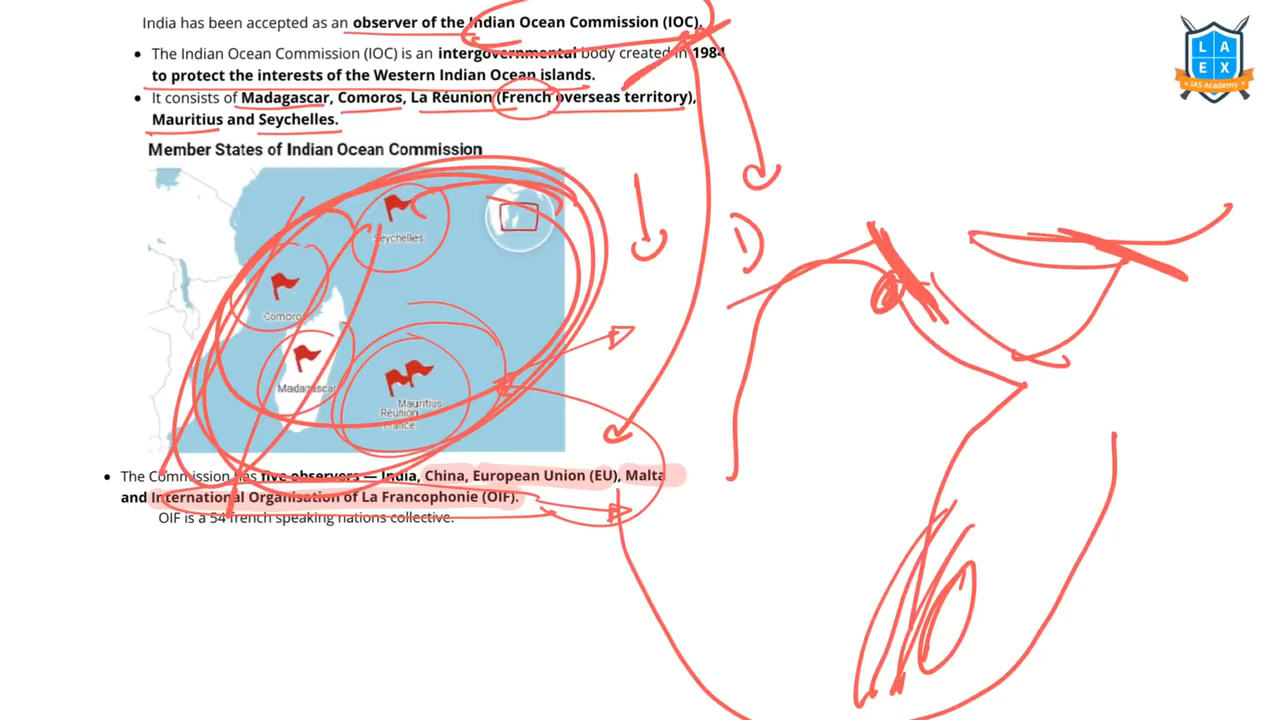 India has been accepted as an observer of the Indian Ocean Commission (IOC).
• The Indian Ocean Commission (IOC) is an intergovernmental body created in 1984
to protect the interests of the Western Indian Ocean islands.
• It consists of Madagascar, Comoros, La Réunion (French overseas territory),
Mauritius and Seychelles.
Member States of Indian Ocean Commission
Seychelles
Comoros
Madagascar
Mauritius
Réunion
France
• The Commission has five observers — India, China, European Union (EU), Malta
and International Organisation of La Francophonie (OIF).
OIF is a 54 french speaking nations collective.
L A
E X
IAS Academy